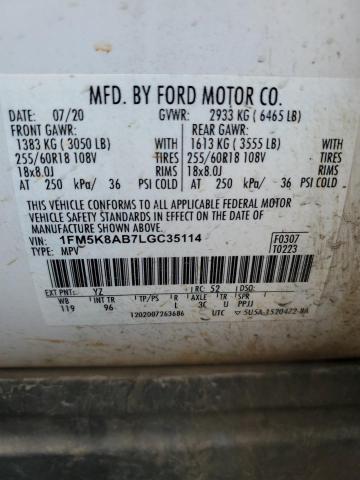 MFD. BY FORD MOTOR CO.
DATE: 07/20 GVWR: 2933 KG ( 6465 LB)
FRONT GAWR: REAR GAWR:
1383 KG ( 3050 LB) WITH 1613 KG ( 3555 LB) WITH
255/60R18 108V TIRES 255/60R18 108V TIRES
18x8.0J RIMS 18x8.0J RIMS
AT 250 kPa/ 36 PSI COLD AT 250 kPa/ 36 PSI COLD
THIS VEHICLE CONFORMS TO ALL APPLICABLE FEDERAL MOTOR
VEHICLE SAFETY AND THEFT PREVENTION STANDARDS IN EFFECT ON THE DATE OF
MANUFACTURE SHOWN ABOVE.
VIN: 1FM5K8AB7LGC35114 F0307
TYPE: MPV T0223
EXT PNT: YZ RC: 52 DSO:
WB INT TR TP/PS R AXLE TR SPR
119 96 L 3C U PPJJ
1202007263686 UTC